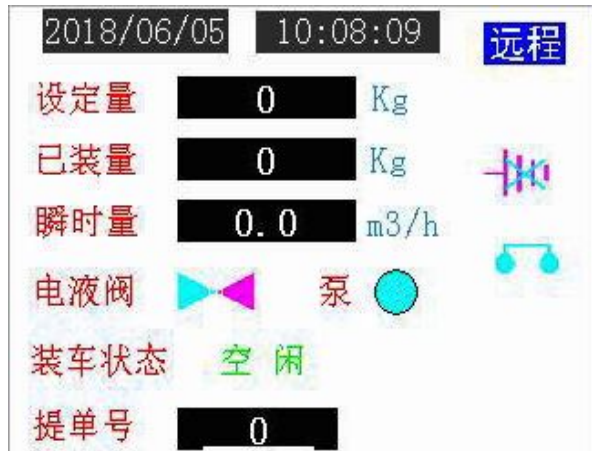 2018/06/05 10:08:09 远程
设定量 0 Kg
已装量 0 Kg
瞬时量 0.0 m3/h
电液阀 泵
装车状态 空闲
提单号 0